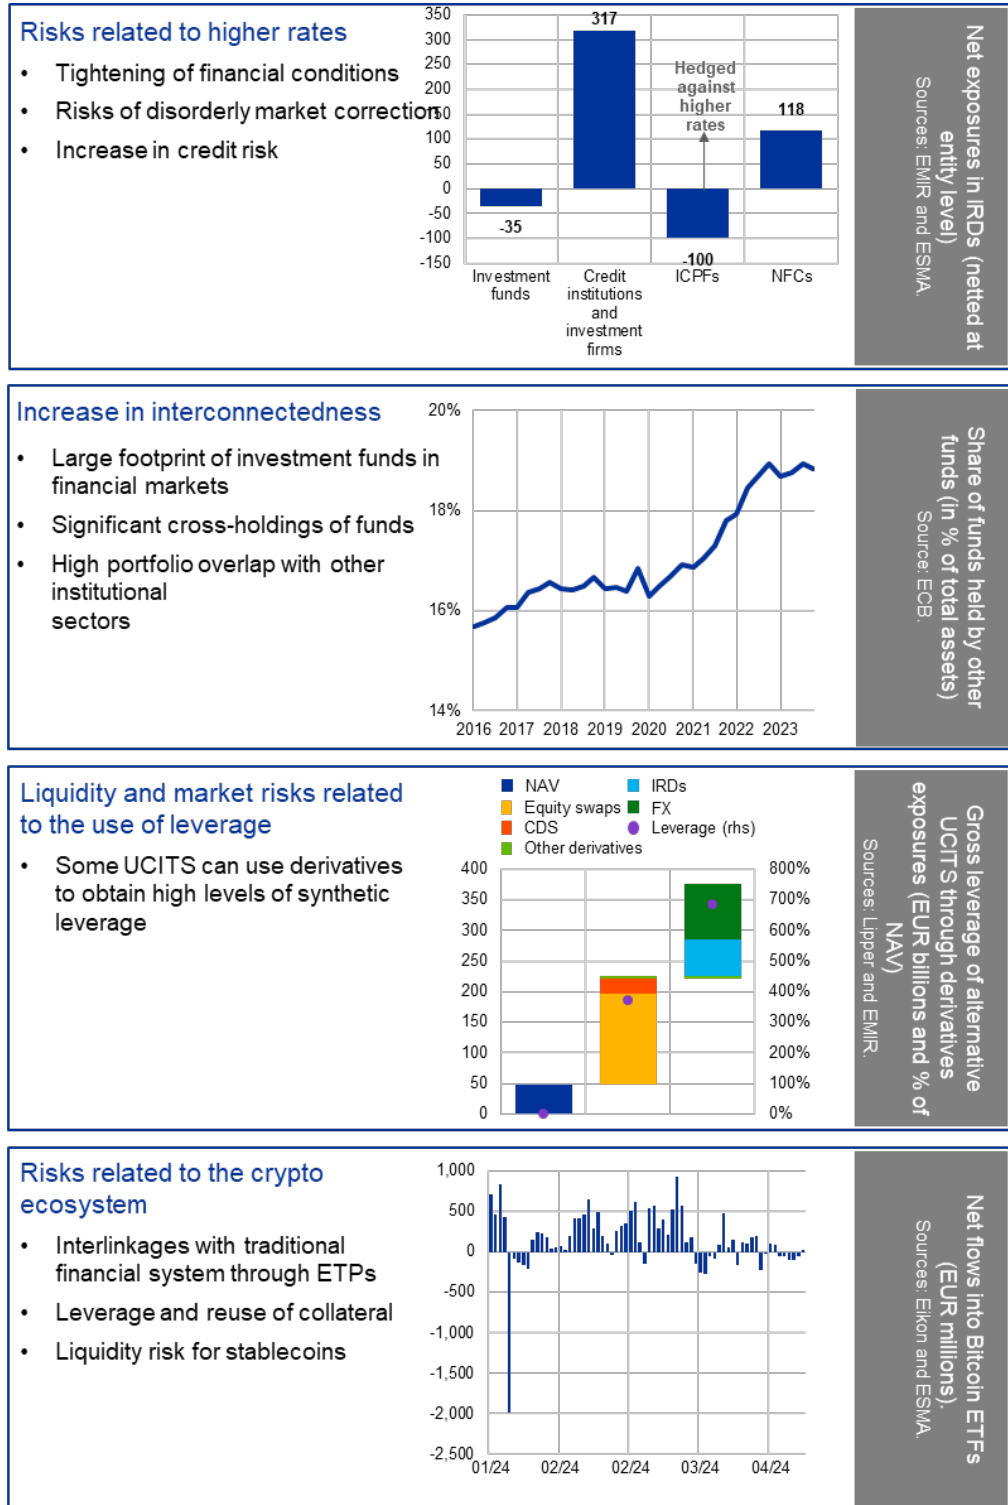 Risks related to higher rates
• Tightening of financial conditions
• Risks of disorderly market correction
• Increase in credit risk
350
300
250
200
150
100
50
0
-50
-100
-150
317
118
-35
-100
Hedged
against
higher
rates
Investment
funds
Credit
institutions
and
investment
firms
ICPFs
NFCs
Net exposures in IRDs (netted at
entity level)
Sources: EMIR and ESMA.
Increase in interconnectedness
• Large footprint of investment funds in
financial markets
• Significant cross-holdings of funds
• High portfolio overlap with other
institutional
sectors
20%
18%
16%
14%
2016 2017 2018 2019 2020 2021 2022 2023
Share of funds held by other
funds (in % of total assets)
Source: ECB.
Liquidity and market risks related
to the use of leverage
• Some UCITS can use derivatives
to obtain high levels of synthetic
leverage
NAV
IRDs
Equity swaps
FX
CDS
Leverage (rhs)
Other derivatives
400
350
300
250
200
150
100
50
0
800%
700%
600%
500%
400%
300%
200%
100%
0%
Gross leverage of alternative
UCITS through derivatives
exposures (EUR billions and % of
NAV)
Sources: Lipper and EMIR.
Risks related to the crypto
ecosystem
• Interlinkages with traditional
financial system through ETPs
• Leverage and reuse of collateral
• Liquidity risk for stablecoins
1,000
500
0
-500
-1,000
-1,500
-2,000
-2,500
01/24 02/24 02/24 03/24 04/24
Net flows into Bitcoin ETFs
(EUR millions).
Sources: Eikon and ESMA.